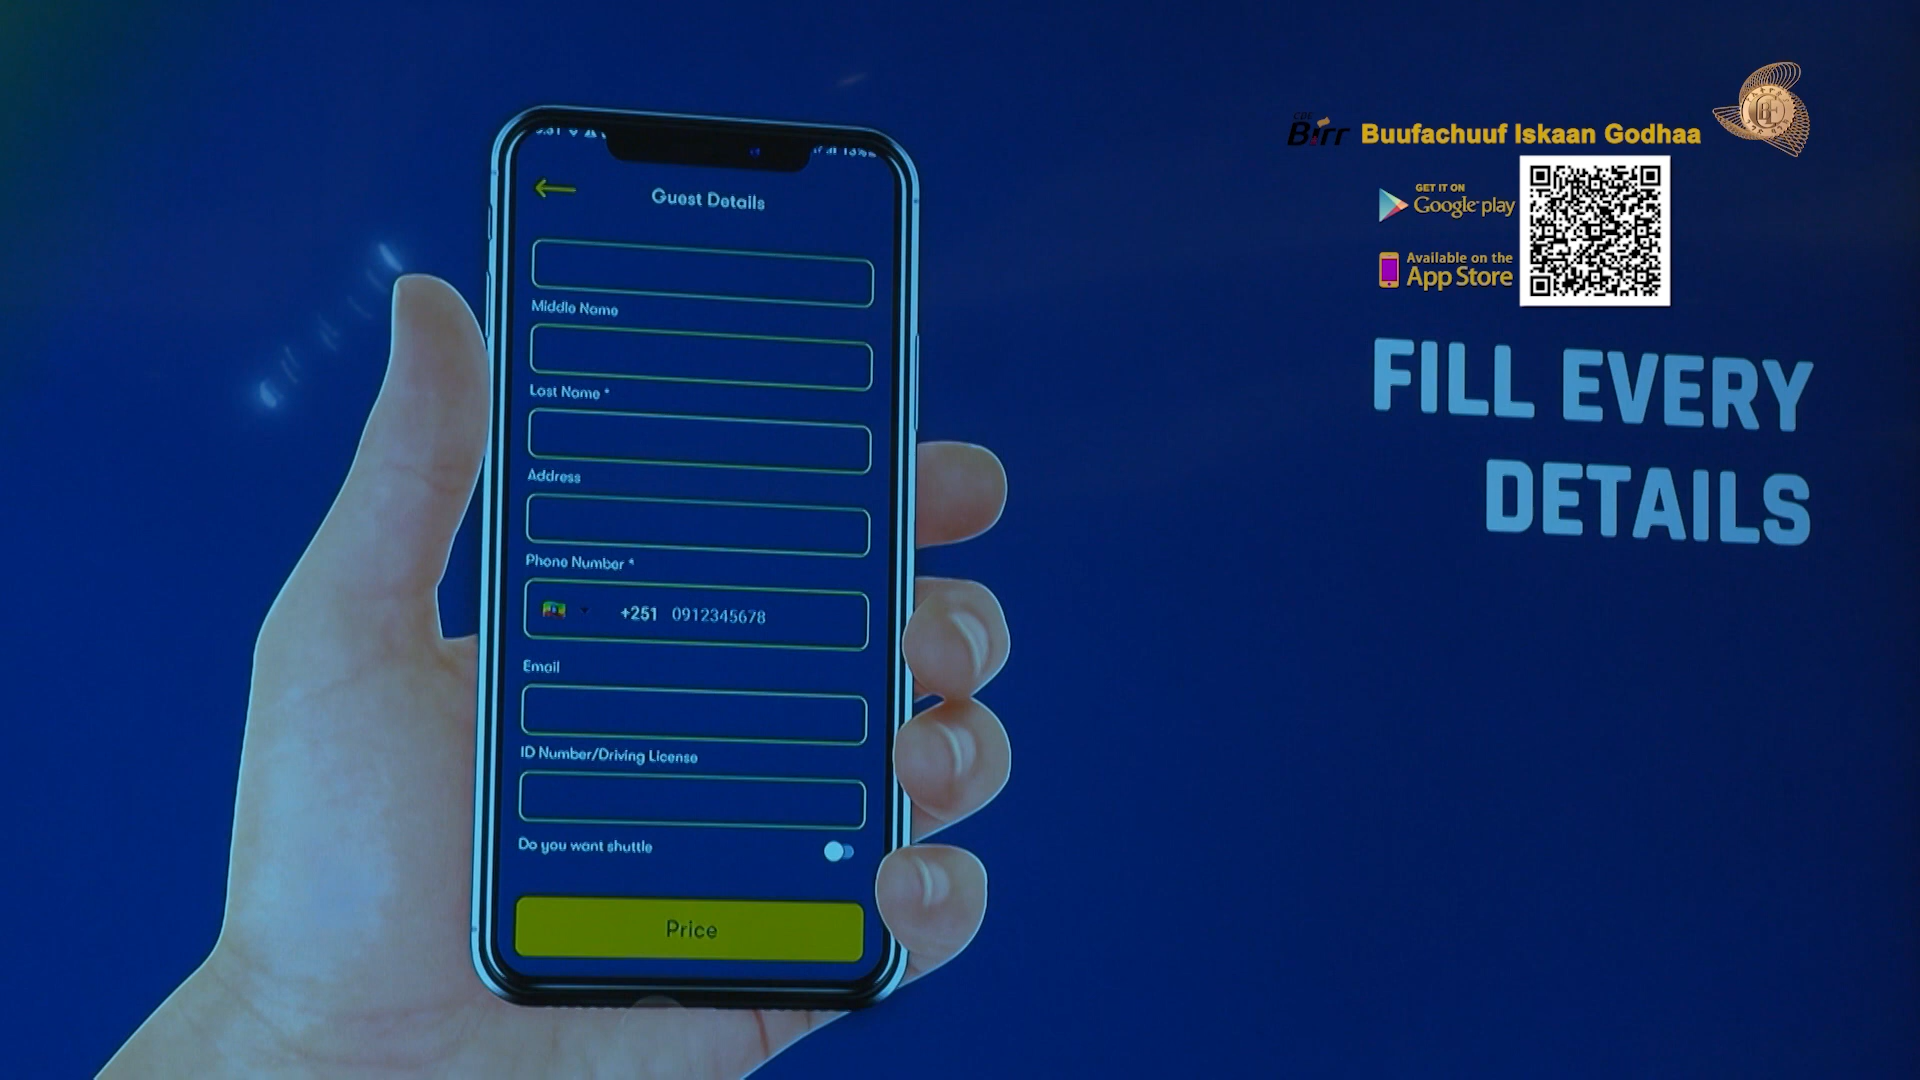 Guest Details
Middle Name
Last Name *
Address
Phone Number *
+251 0912345678
Email
ID Number/Driving License
Do you want shuttle
Price
CBE
Birr Buufachuuf Iskaan Godhaa
GET IT ON
Google play
Available on the
App Store
FILL EVERY
DETAILS